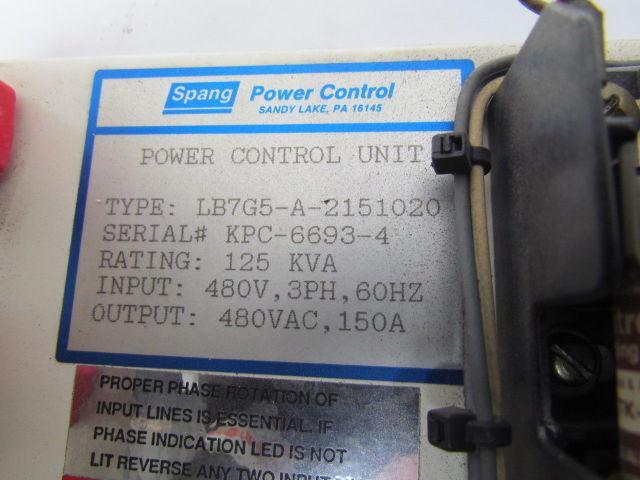 Spang Power Control
SANDY LAKE, PA 16145
POWER CONTROL UNIT
TYPE: LB7G5-A-2151020
SERIAL# KPC-6693-4
RATING: 125 KVA
INPUT: 480V,3PH,60HZ
OUTPUT: 480VAC,150A
PROPER PHASE ROTATION OF
INPUT LINES IS ESSENTIAL. IF
PHASE INDICATION LED IS NOT
LIT REVERSE ANY TWO INPUT